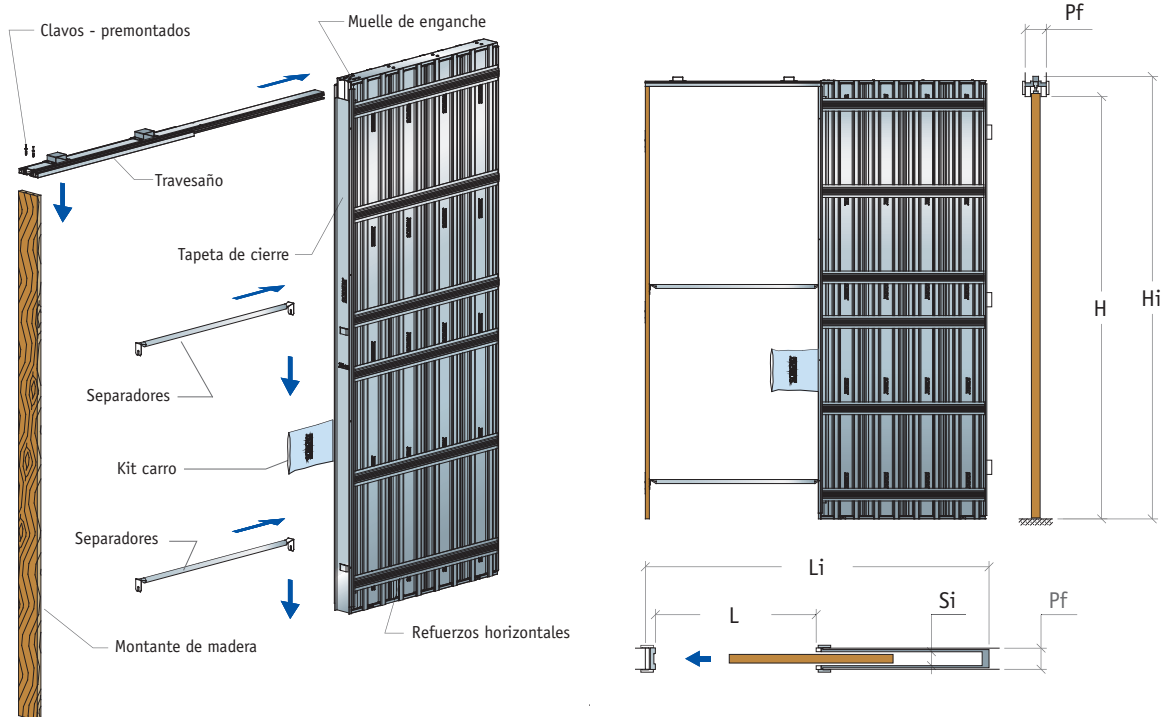 Clavos - premontados
Muelle de enganche
Travesaño
Tapeta de cierre
Separadores
Kit carro
Separadores
Montante de madera
Refuerzos horizontales
Pf
H
Hi
Li
L
Si
Pf